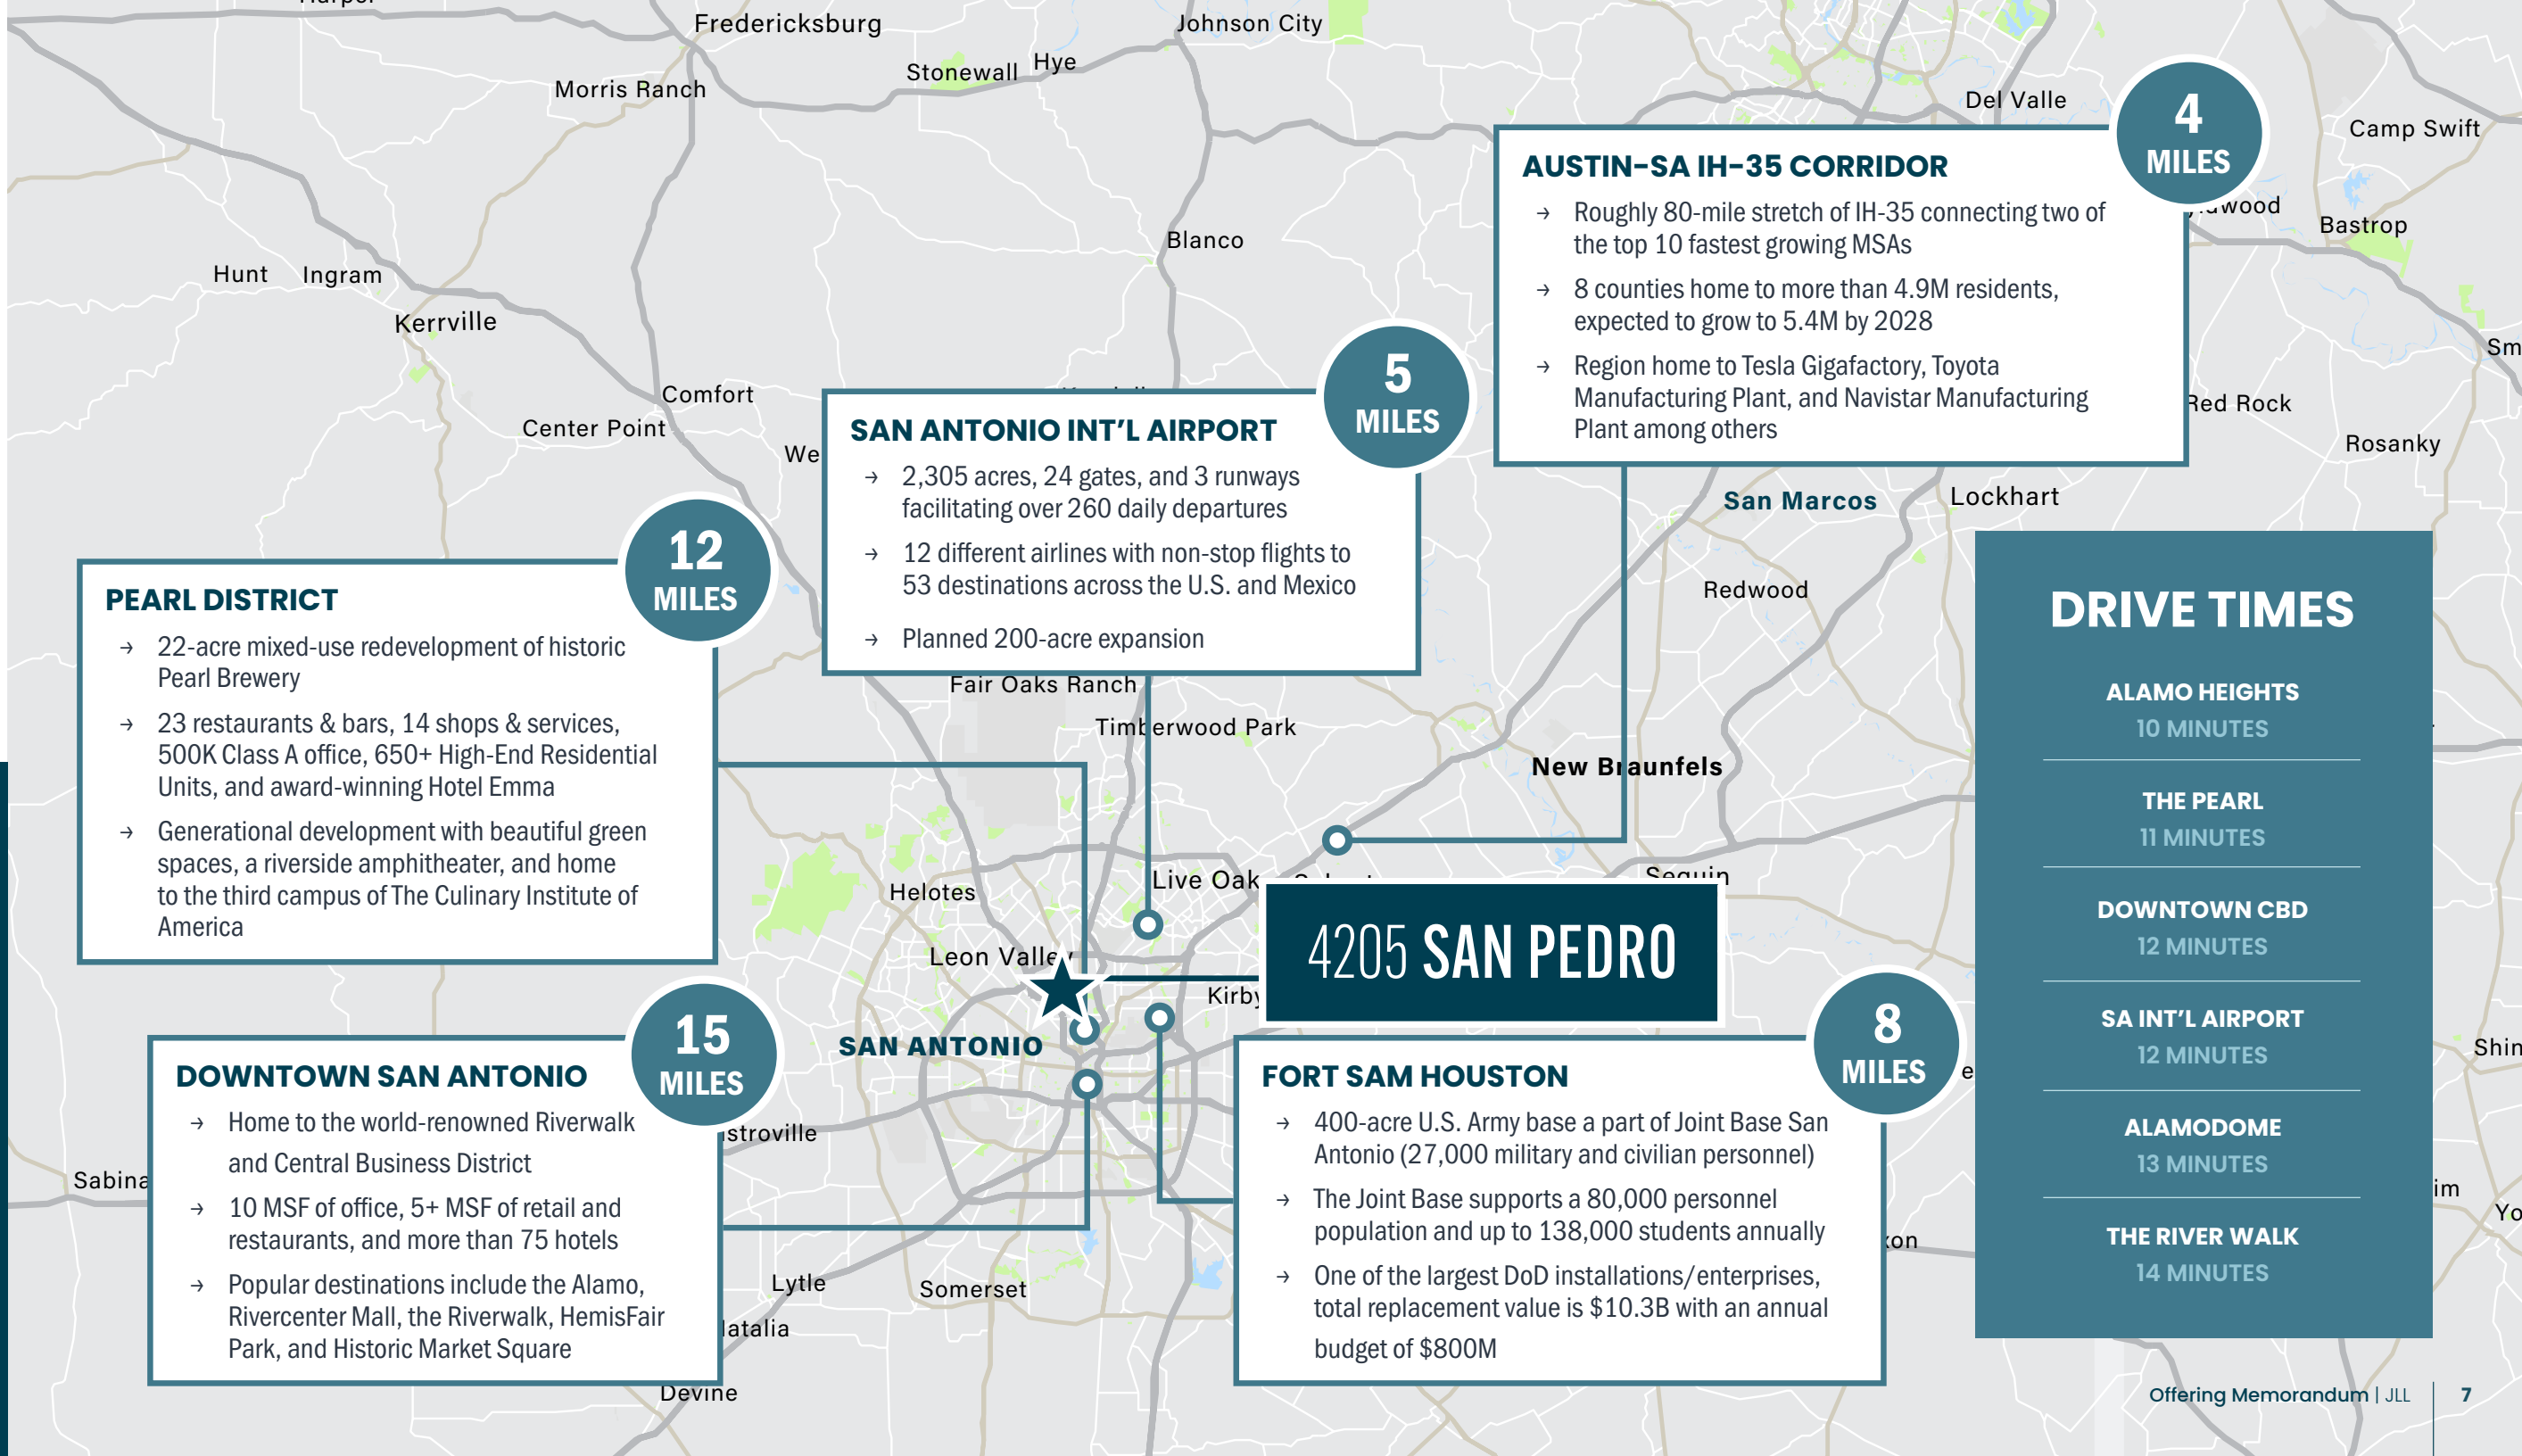 Fredericksburg
Johnson City
Stonewall
Hye
Morris Ranch
Del Valle
Camp Swift
Bastrop
Blanco
Hunt
Ingram
Kerrville
Comfort
Center Point
Red Rock
Rosanky
4
MILES
AUSTIN-SA IH-35 CORRIDOR
→ Roughly 80-mile stretch of IH-35 connecting two of
the top 10 fastest growing MSAs
→ 8 counties home to more than 4.9M residents,
expected to grow to 5.4M by 2028
→ Region home to Tesla Gigafactory, Toyota
Manufacturing Plant, and Navistar Manufacturing
Plant among others
5
MILES
SAN ANTONIO INT'L AIRPORT
→ 2,305 acres, 24 gates, and 3 runways
facilitating over 260 daily departures
→ 12 different airlines with non-stop flights to
53 destinations across the U.S. and Mexico
→ Planned 200-acre expansion
San Marcos
Lockhart
Redwood
12
MILES
PEARL DISTRICT
→ 22-acre mixed-use redevelopment of historic
Pearl Brewery
→ 23 restaurants & bars, 14 shops & services,
500K Class A office, 650+ High-End Residential
Units, and award-winning Hotel Emma
→ Generational development with beautiful green
spaces, a riverside amphitheater, and home
to the third campus of The Culinary Institute of
America
Fair Oaks Ranch
Timberwood Park
New Braunfels
Seguin
Helotes
Live Oak
Leon Valley
Kirby
SAN ANTONIO
4205 SAN PEDRO
15
MILES
DOWNTOWN SAN ANTONIO
→ Home to the world-renowned Riverwalk
and Central Business District
→ 10 MSF of office, 5+ MSF of retail and
restaurants, and more than 75 hotels
→ Popular destinations include the Alamo,
Rivercenter Mall, the Riverwalk, HemisFair
Park, and Historic Market Square
Lytle
Somerset
Devine
8
MILES
FORT SAM HOUSTON
→ 400-acre U.S. Army base a part of Joint Base San
Antonio (27,000 military and civilian personnel)
→ The Joint Base supports a 80,000 personnel
population and up to 138,000 students annually
→ One of the largest DoD installations/enterprises,
total replacement value is $10.3B with an annual
budget of $800M
DRIVE TIMES
ALAMO HEIGHTS
10 MINUTES
THE PEARL
11 MINUTES
DOWNTOWN CBD
12 MINUTES
SA INT'L AIRPORT
12 MINUTES
ALAMODOME
13 MINUTES
THE RIVER WALK
14 MINUTES
Offering Memorandum | JLL
7